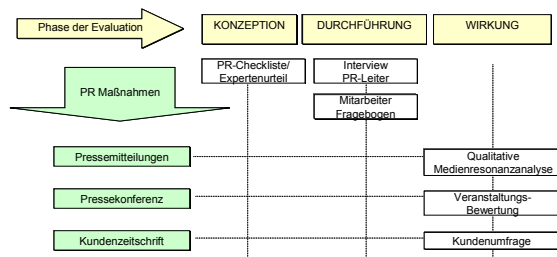 Phase der Evaluation
KONZEPTION
DURCHFÜHRUNG
WIRKUNG
PR-Checkliste/
Expertenurteil
Interview
PR-Leiter
PR Maßnahmen
Mitarbeiter
Fragebogen
Pressemitteilungen
Qualitative
Medienresonanzanalyse
Pressekonferenz
Veranstaltungs-
Bewertung
Kundenzeitschrift
Kundenumfrage